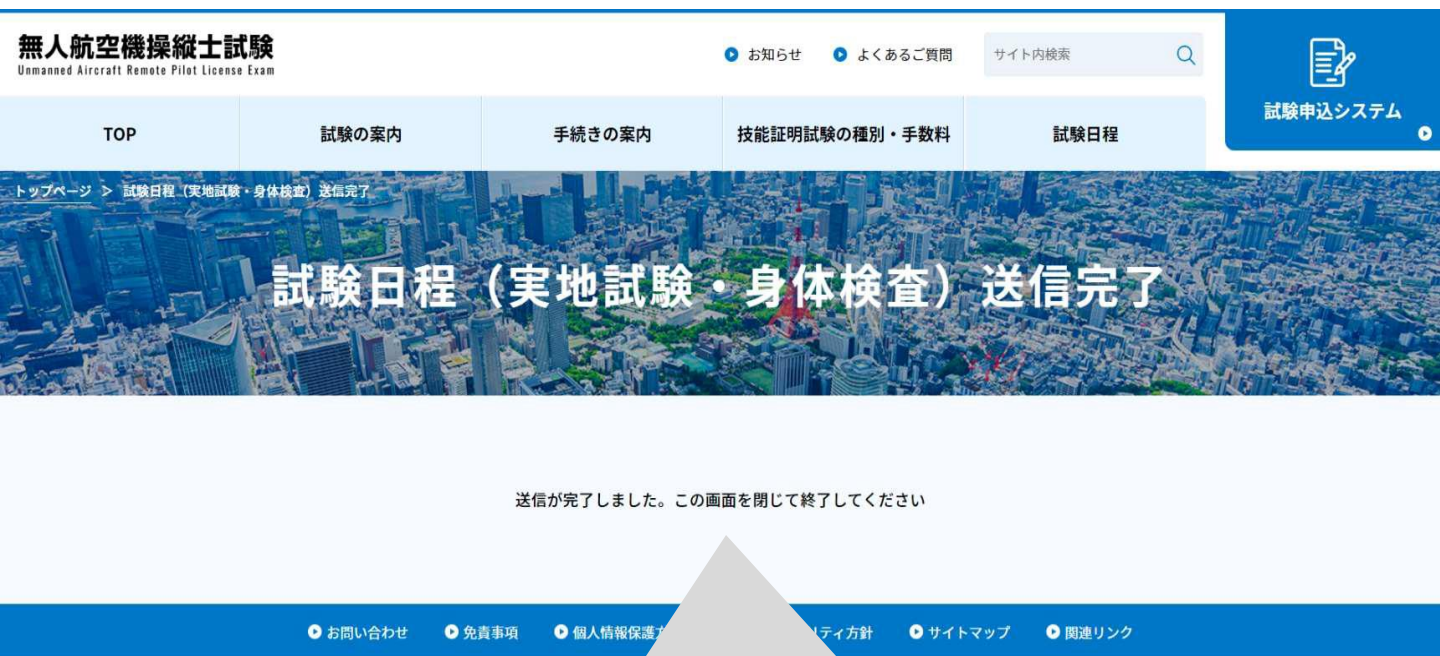 無人航空機操縦士試験
Unmanned Aircraft Remote Pilot License Exam
お知らせ
よくあるご質問
サイト内検索
試験申込システム
TOP
試験の案内
手続きの案内
技能証明試験の種別・手数料
試験日程
トップページ ＞ 試験日程（実地試験・身体検査）送信完了
試験日程（実地試験・身体検査）送信完了
送信が完了しました。この画面を閉じて終了してください
お問い合わせ
免責事項
個人情報保護
リティ方針
サイトマップ
関連リンク